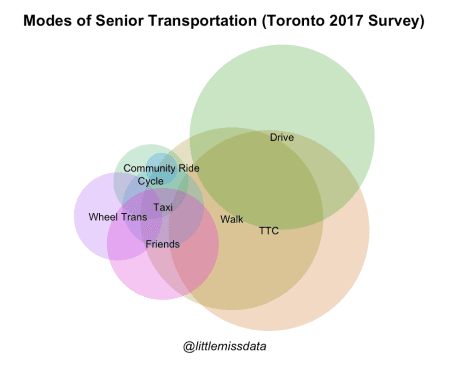 Modes of Senior Transportation (Toronto 2017 Survey)
Drive
Community Ride
Cycle
Taxi
Wheel Trans
Walk
TTC
Friends
@littlemissdata